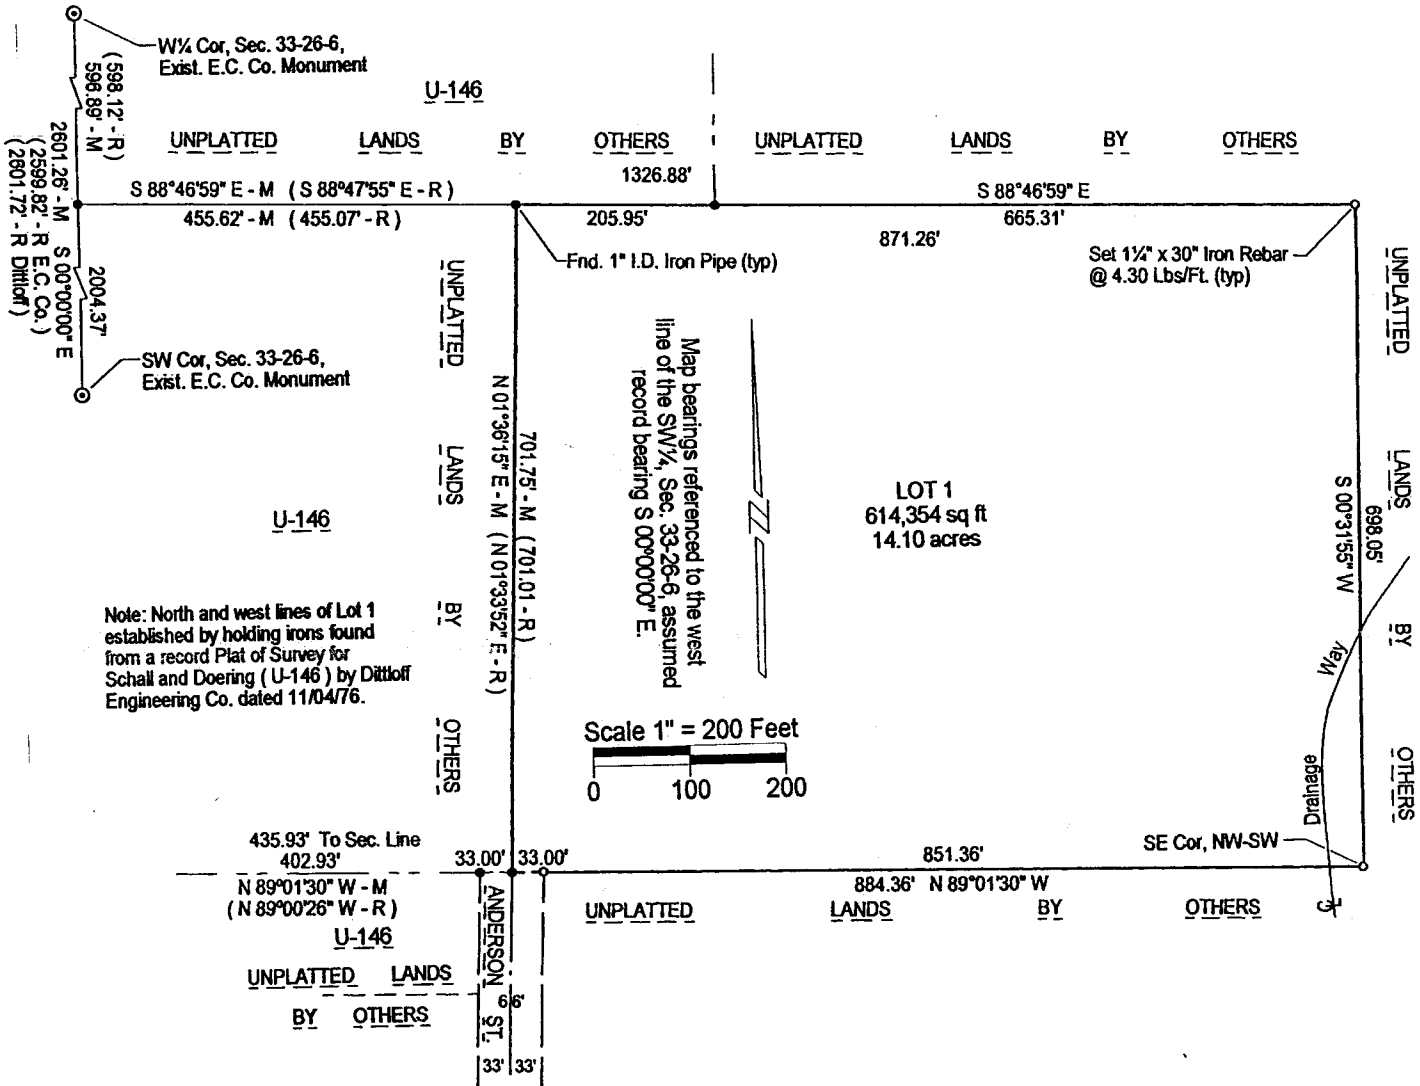 W¼ Cor, Sec. 33-26-6,
Exist. E.C. Co. Monument
(598.12' - R)
596.89' - M
U-146
UNPLATTED LANDS BY OTHERS
UNPLATTED LANDS BY OTHERS
1326.88'
S 88°46'59" E - M ( S 88°47'55" E - R )
S 88°46'59" E
455.62' - M ( 455.07' - R )
205.95'
665.31'
871.26'
Fnd. 1" I.D. Iron Pipe (typ)
Set 1¼" x 30" Iron Rebar
@ 4.30 Lbs/Ft. (typ)
2601.26' - M S 00°00'00" E
(2599.82' - R E.C. Co.)
(2601.72' - R Dittloff)
2004.37'
SW Cor, Sec. 33-26-6,
Exist. E.C. Co. Monument
UNPLATTED LANDS BY OTHERS
N 01°36'15" E - M (N 01°33'52" E - R)
701.75' - M (701.01 - R)
Map bearings referenced to the west
line of the SW¼, Sec. 33-26-6, assumed
record bearing S 00°00'00" E.
N
LOT 1
614,354 sq ft
14.10 acres
S 00°31'55" W
698.05'
UNPLATTED LANDS BY OTHERS
U-146
Note: North and west lines of Lot 1
established by holding irons found
from a record Plat of Survey for
Schall and Doering ( U-146 ) by Dittloff
Engineering Co. dated 11/04/76.
Scale 1" = 200 Feet
0 100 200
Drainage Way
SE Cor, NW-SW
435.93' To Sec. Line
402.93'
33.00' 33.00'
851.36'
N 89°01'30" W - M
( N 89°00'26" W - R )
884.36' N 89°01'30" W
UNPLATTED LANDS BY OTHERS
CL
U-146
UNPLATTED LANDS
BY OTHERS
ANDERSON ST.
66'
33' 33'